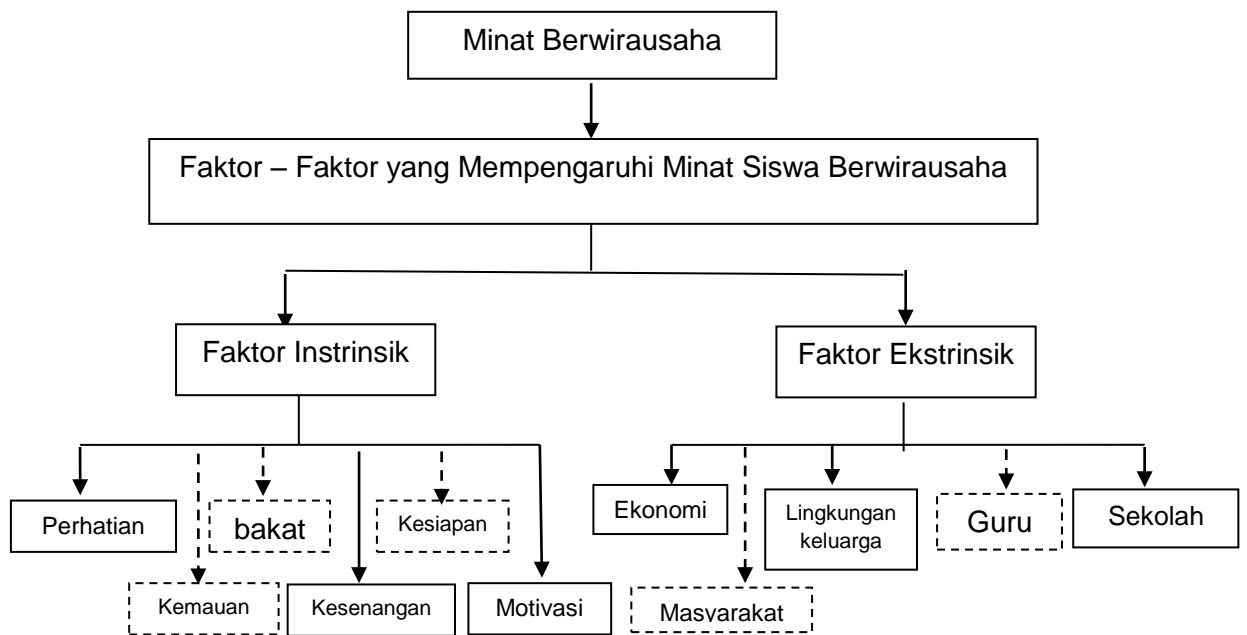 Minat Berwirausaha
Faktor – Faktor yang Mempengaruhi Minat Siswa Berwirausaha
Faktor Instrinsik
Faktor Ekstrinsik
Perhatian
bakat
Kesiapan
Kemauan
Kesenangan
Motivasi
Ekonomi
Lingkungan
keluarga
Guru
Sekolah
Masyarakat